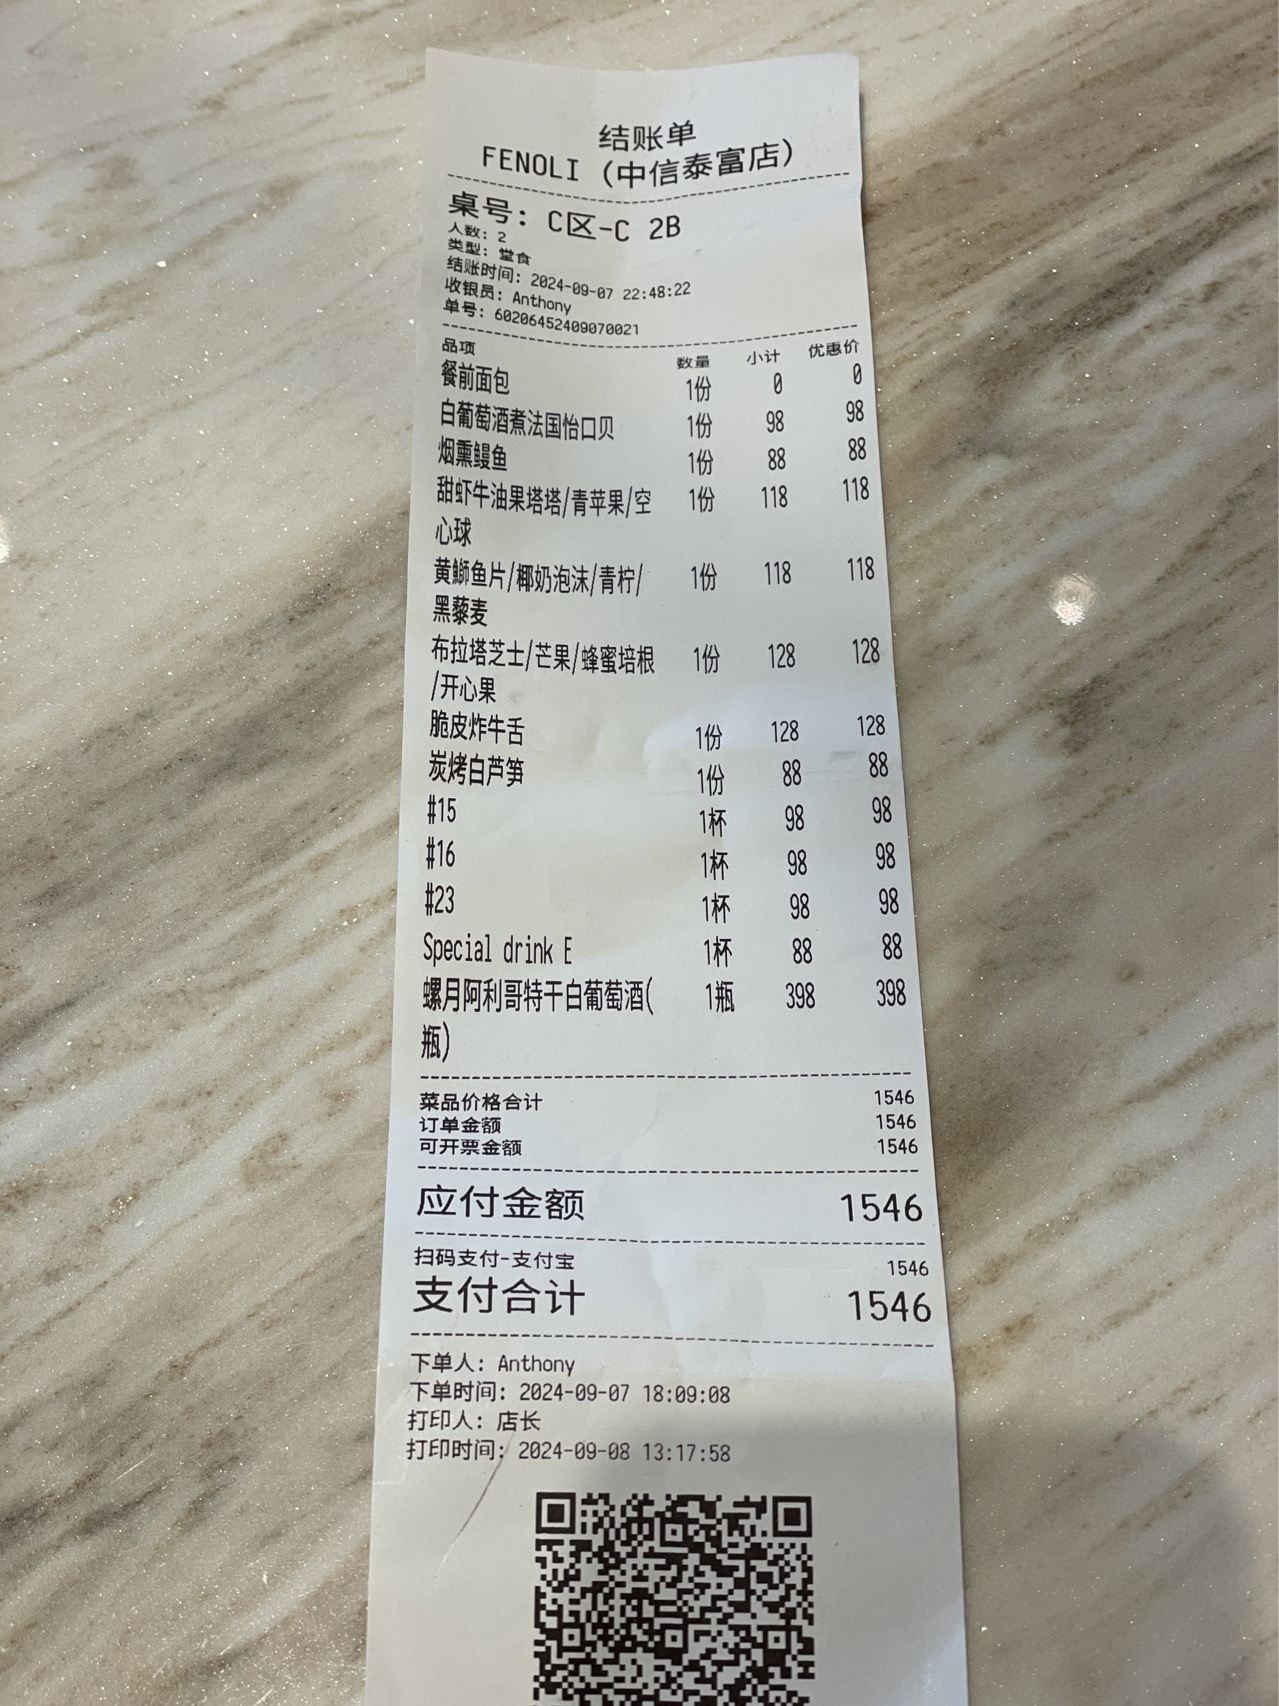 结账单
FENOLI (中信泰富店)
桌号: C区-C 2B
人数: 2
类型: 堂食
结账时间: 2024-09-07 22:48:22
收银员: Anthony
单号: 60206452409070021
品项 数量 小计 优惠价
餐前面包 1份 0 0
白葡萄酒煮法国怡口贝 1份 98 98
烟熏鳗鱼 1份 88 88
甜虾牛油果塔塔/青苹果/空 1份 118 118
心球
黄鰤鱼片/椰奶泡沫/青柠/ 1份 118 118
黑藜麦
布拉塔芝士/芒果/蜂蜜培根 1份 128 128
/开心果
脆皮炸牛舌 1份 128 128
炭烤白芦笋 1份 88 88
#15 1杯 98 98
#16 1杯 98 98
#23 1杯 98 98
Special drink E 1杯 88 88
螺月阿利哥特干白葡萄酒( 1瓶 398 398
瓶)
菜品价格合计 1546
订单金额 1546
可开票金额 1546
应付金额 1546
扫码支付-支付宝 1546
支付合计 1546
下单人: Anthony
下单时间: 2024-09-07 18:09:08
打印人: 店长
打印时间: 2024-09-08 13:17:58